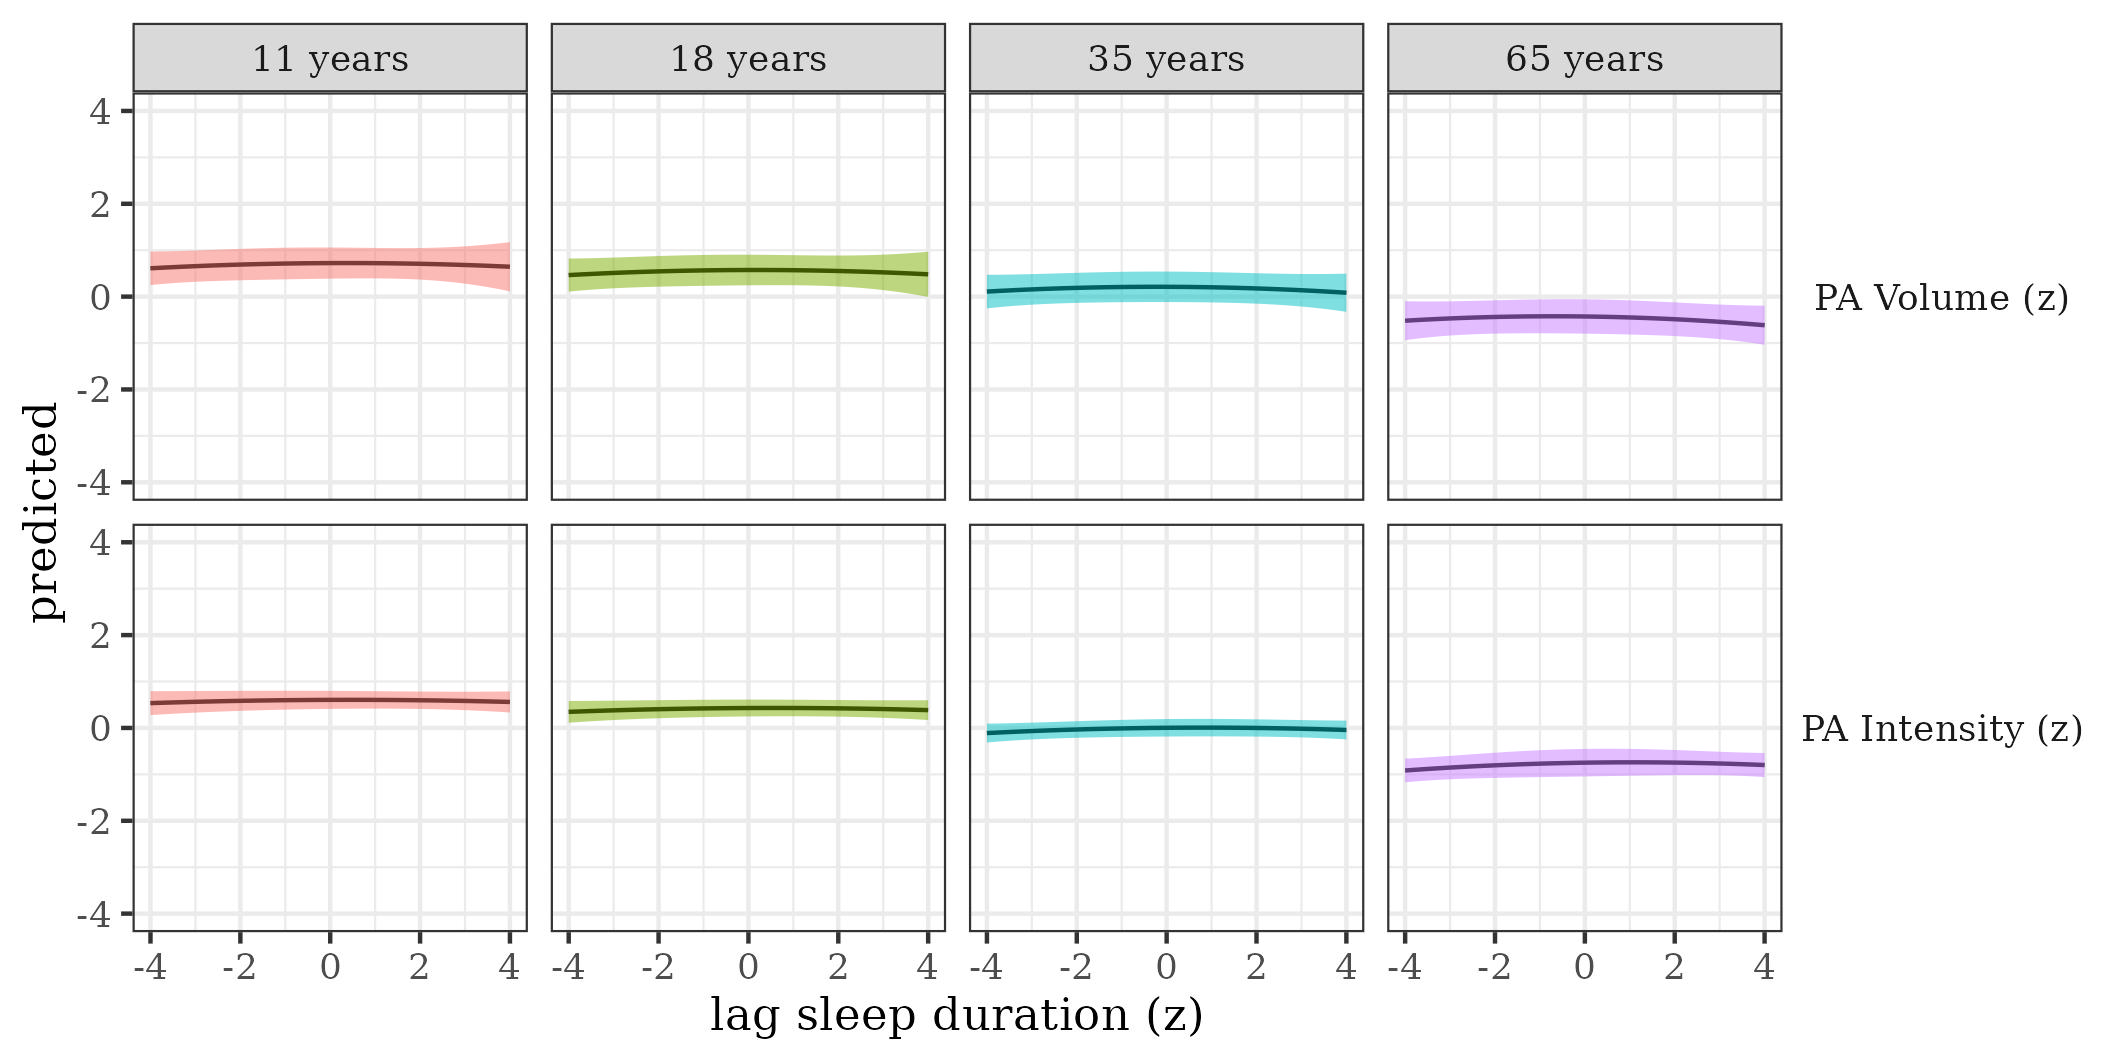 11 years 18 years 35 years 65 years
4
2
0
-2
-4
PA Volume (z)
predicted
4
2
0
-2
-4
PA Intensity (z)
-4 -2 0 2 4 -4 -2 0 2 4 -4 -2 0 2 4 -4 -2 0 2 4
lag sleep duration (z)